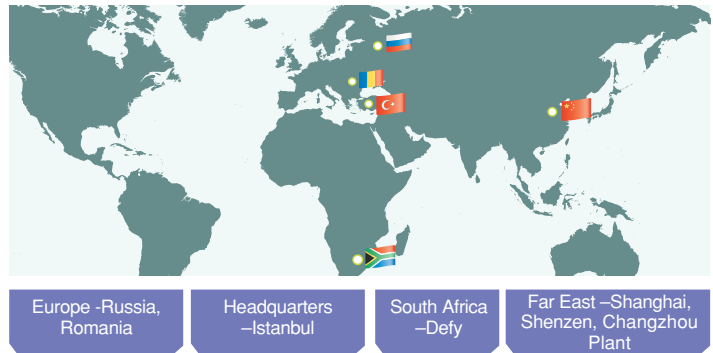 Europe -Russia,
Romania
Headquarters
–Istanbul
South Africa
–Defy
Far East –Shanghai,
Shenzen, Changzhou
Plant